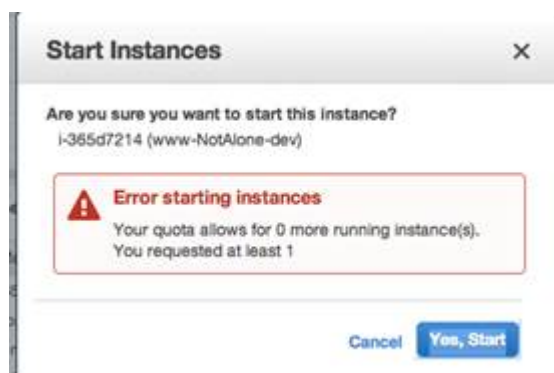 Start Instances
×
Are you sure you want to start this instance?
i-365d7214 (www-NotAlone-dev)
Error starting instances
Your quota allows for 0 more running instance(s).
You requested at least 1
Cancel
Yes, Start